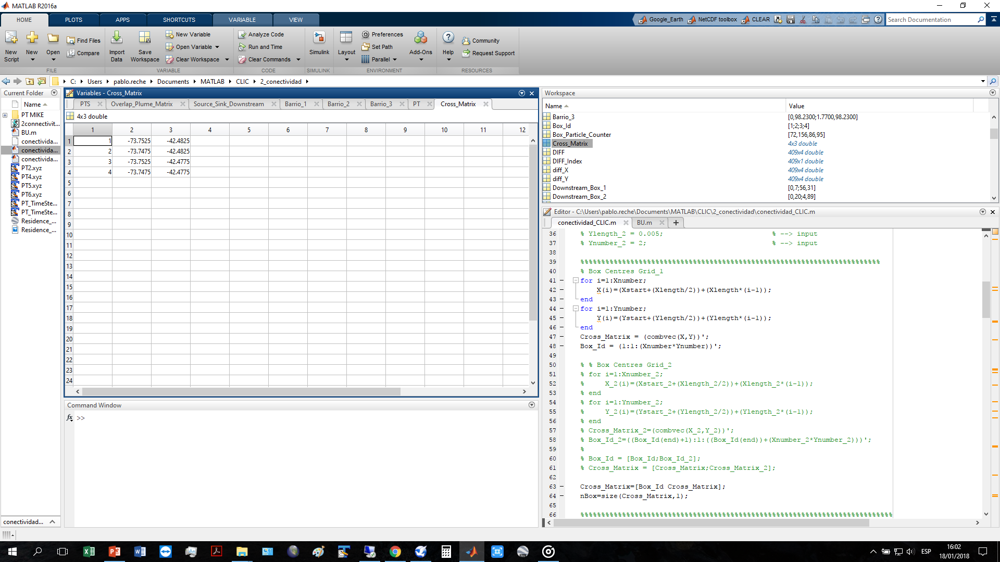 MATLAB R2016a
HOME PLOTS APPS SHORTCUTS VARIABLE VIEW
Google_Earth NetCDF toolbox CLEAR Search Documentation
New Script
New
Open
Find Files
Compare
FILE
Import Data
Save Workspace
New Variable
Open Variable
Clear Workspace
VARIABLE
Analyze Code
Run and Time
Clear Commands
CODE
Simulink
SIMULINK
Layout
Preferences
Set Path
Parallel
ENVIRONMENT
Add-Ons
Help
Community
Request Support
RESOURCES
C: Users pablo.reche Documents MATLAB CLIC 2_conectividad
Current Folder
Name
PT MIKE
2connectivit...
BU.m
conectivida...
conectivida...
conectivida...
PT2.xyz
PT4.xyz
PT5.xyz
PT6.xyz
PT_TimeSte...
PT_TimeSte...
Residence_...
Residence_...
conectividad...
Variables - Cross_Matrix
PTS Overlap_Plume_Matrix Source_Sink_Downstream Barrio_1 Barrio_2 Barrio_3 PT Cross_Matrix
4x3 double
1 2 3 4 5 6 7 8 9 10 11 12
1 1 -73.7525 -42.4825
2 2 -73.7475 -42.4825
3 3 -73.7525 -42.4775
4 4 -73.7475 -42.4775
5
6
7
8
9
10
11
12
13
14
15
16
17
18
19
20
21
22
23
24
Command Window
fx >>
Workspace
Name Value
Barrio_3 [0,98.2300;1.7700,98.2300]
Box_Id [1;2;3;4]
Box_Particle_Counter [72,156,86,95]
Cross_Matrix 4x3 double
DIFF 409x4 double
DIFF_Index 409x1 double
diff_X 409x4 double
diff_Y 409x4 double
Downstream_Box_1 [0,7;56,31]
Downstream_Box_2 [0,20;4,89]
Editor - C:\Users\pablo.reche\Documents\MATLAB\CLIC\2_conectividad\conectividad_CLIC.m
conectividad_CLIC.m BU.m +
36 % Ylength_2 = 0.005; % --> input
37 % Ynumber_2 = 2; % --> input
38
39 %%%%%%%%%%%%%%%%%%%%%%%%%%%%%%%%%%%%%%%%%%%%%%%%%%%%%%%%%%%%%%%%%%%%%%%%%%
40 % Box Centres Grid_1
41 – for i=1:Xnumber;
42 – X(i)=(Xstart+(Xlength/2))+(Xlength*(i-1));
43 – end
44 – for i=1:Ynumber;
45 – Y(i)=(Ystart+(Ylength/2))+(Ylength*(i-1));
46 – end
47 – Cross_Matrix = (combvec(X,Y))';
48 – Box_Id = (1:1:(Xnumber*Ynumber))';
49
50 % % Box Centres Grid_2
51 % for i=1:Xnumber_2;
52 % X_2(i)=(Xstart_2+(Xlength_2/2))+(Xlength_2*(i-1));
53 % end
54 % for i=1:Ynumber_2;
55 % Y_2(i)=(Ystart_2+(Ylength_2/2))+(Ylength_2*(i-1));
56 % end
57 % Cross_Matrix_2=(combvec(X_2,Y_2))';
58 % Box_Id_2=((Box_Id(end)+1):1:((Box_Id(end))+(Xnumber_2*Ynumber_2)))';
59 %
60 % Box_Id = [Box_Id;Box_Id_2];
61 % Cross_Matrix = [Cross_Matrix;Cross_Matrix_2];
62
63 – Cross_Matrix=[Box_Id Cross_Matrix];
64 – nBox=size(Cross_Matrix,1);
65
66 %%%%%%%%%%%%%%%%%%%%%%%%%%%%%%%%%%%%%%%%%%%%%%%%%%%%%%%%%%%%%%%%%%%%%%%%%%%%%
ESP
16:02
18/01/2018